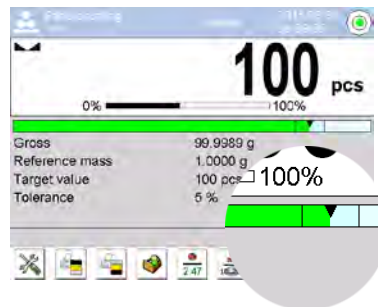 100 pcs
0% 100%
Gross 99.9989 g
Reference mass 1.0000 g
Target value 100 pcs
Tolerance 5 %
100%
2.47